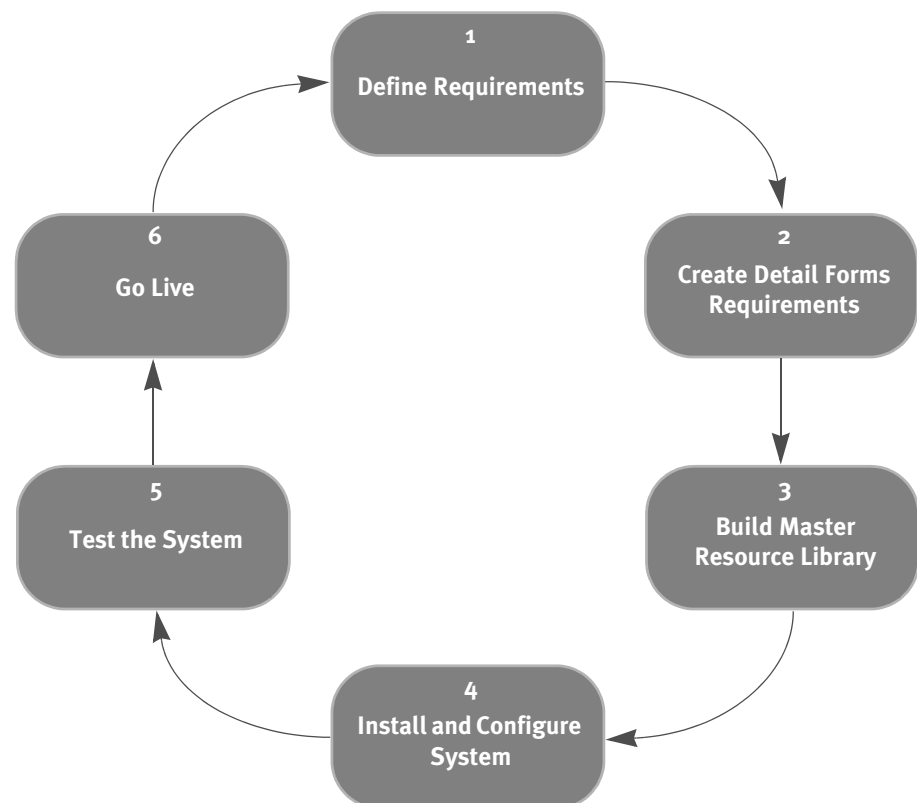 1
Define Requirements
2
Create Detail Forms
Requirements
3
Build Master
Resource Library
4
Install and Configure
System
5
Test the System
6
Go Live